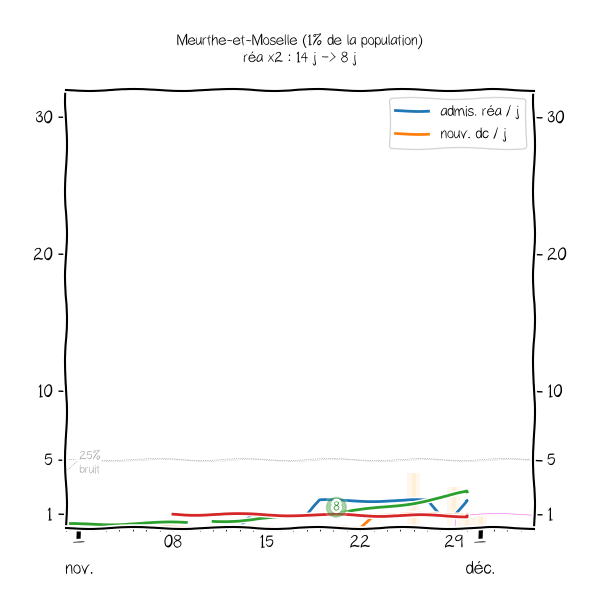 Meurthe-et-Moselle (1% de la population)
réa x2 : 14 j -> 8 j
admis. réa / j
nouv. dc / j
30
30
20
20
10
10
5
5
25%
bruit
8
1
1
08
15
22
29
nov.
déc.